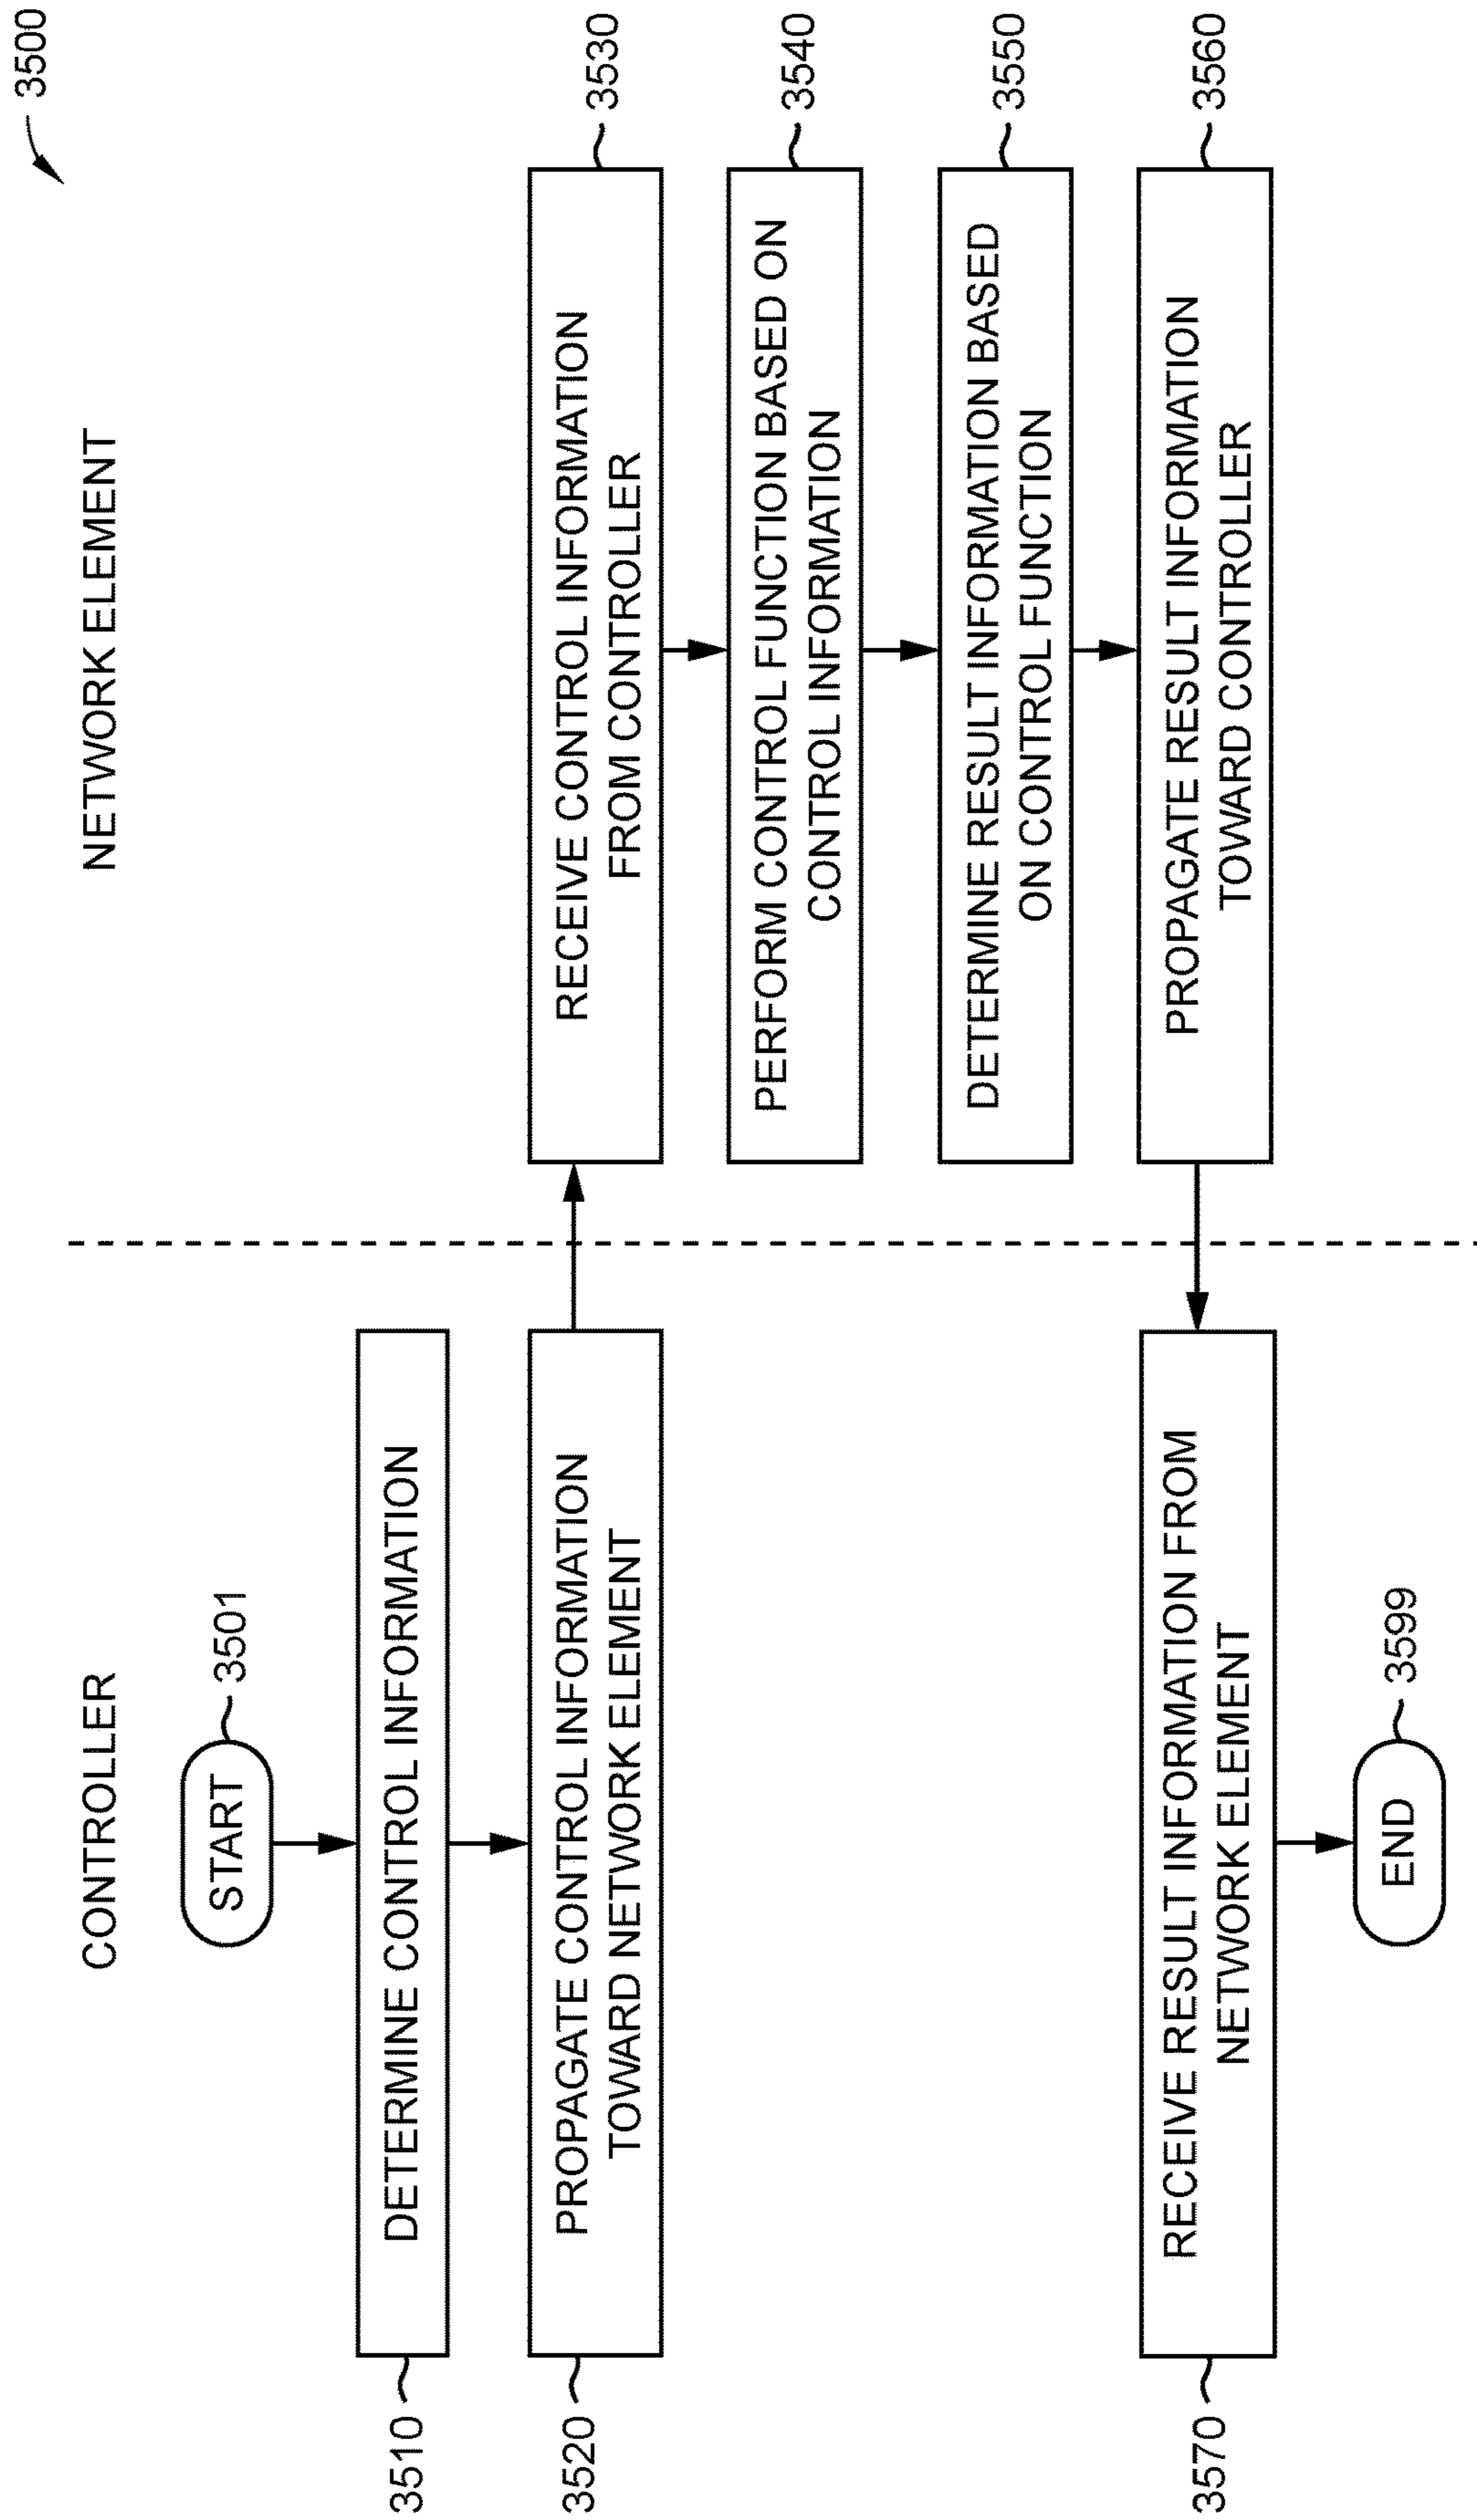 3500
CONTROLLER
NETWORK ELEMENT
START
3501
3510
DETERMINE CONTROL INFORMATION
3520
PROPAGATE CONTROL INFORMATION
TOWARD NETWORK ELEMENT
RECEIVE CONTROL INFORMATION
FROM CONTROLLER
3530
PERFORM CONTROL FUNCTION BASED ON
CONTROL INFORMATION
3540
DETERMINE RESULT INFORMATION BASED
ON CONTROL FUNCTION
3550
PROPAGATE RESULT INFORMATION
TOWARD CONTROLLER
3560
3570
RECEIVE RESULT INFORMATION FROM
NETWORK ELEMENT
END
3599